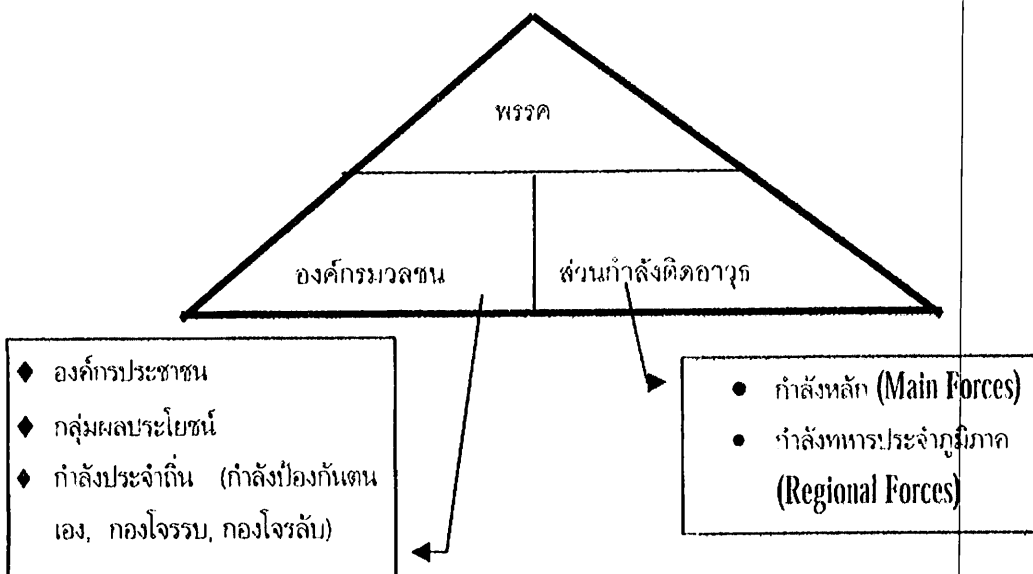 พรรค
องค์กรมวลชน
ส่วนกำลังติดอาวุธ
♦ องค์กรประชาชน
♦ กลุ่มผลประโยชน์
♦ กำลังประจำถิ่น (กำลังป้องกันตน
เอง, กองโจรรบ, กองโจรลับ)
● กำลังหลัก (Main Forces)
● กำลังทหารประจำภูมิภาค
(Regional Forces)